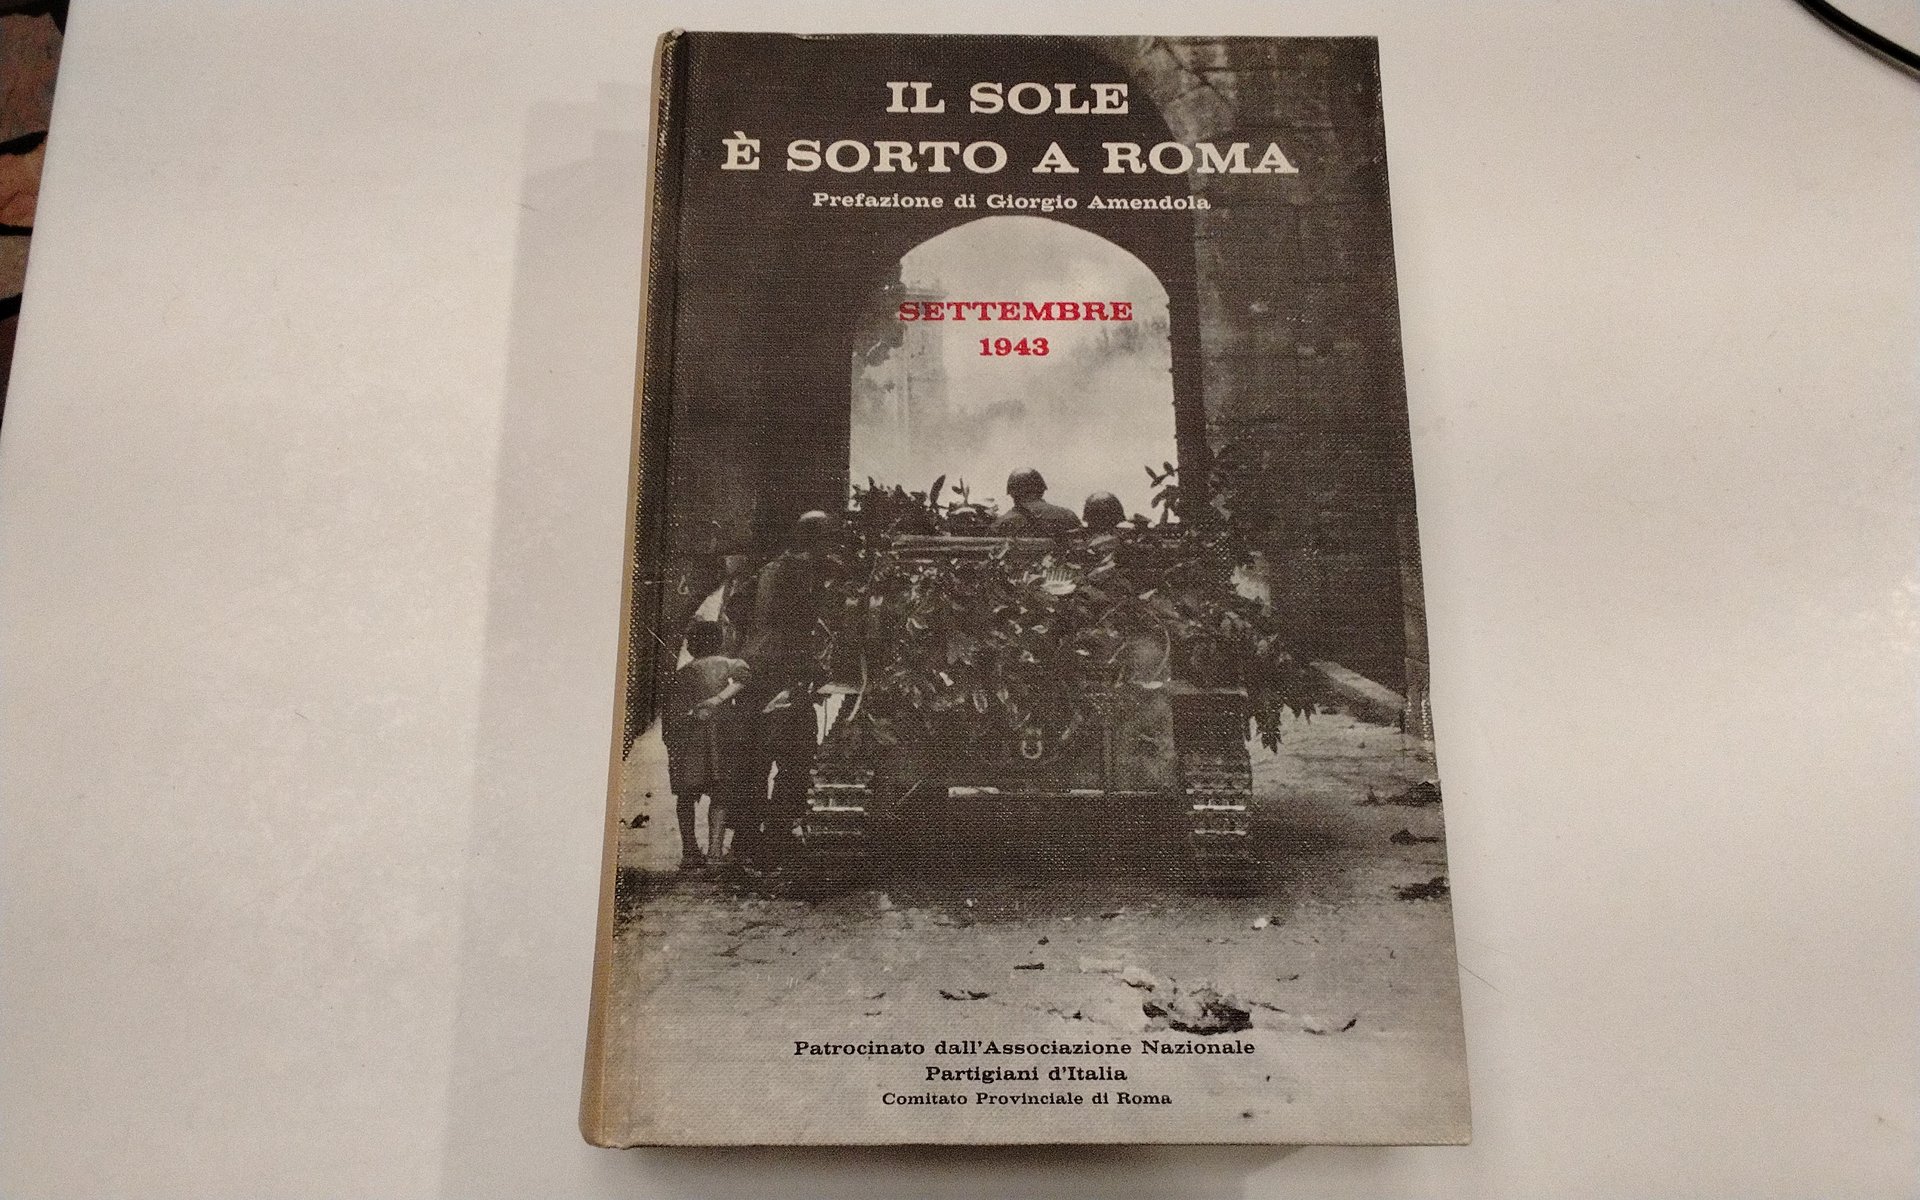 IL SOLE
È SORTO A ROMA
Prefazione di Giorgio Amendola
SETTEMBRE
1943
Patrocinato dall'Associazione Nazionale
Partigiani d'Italia
Comitato Provinciale di Roma